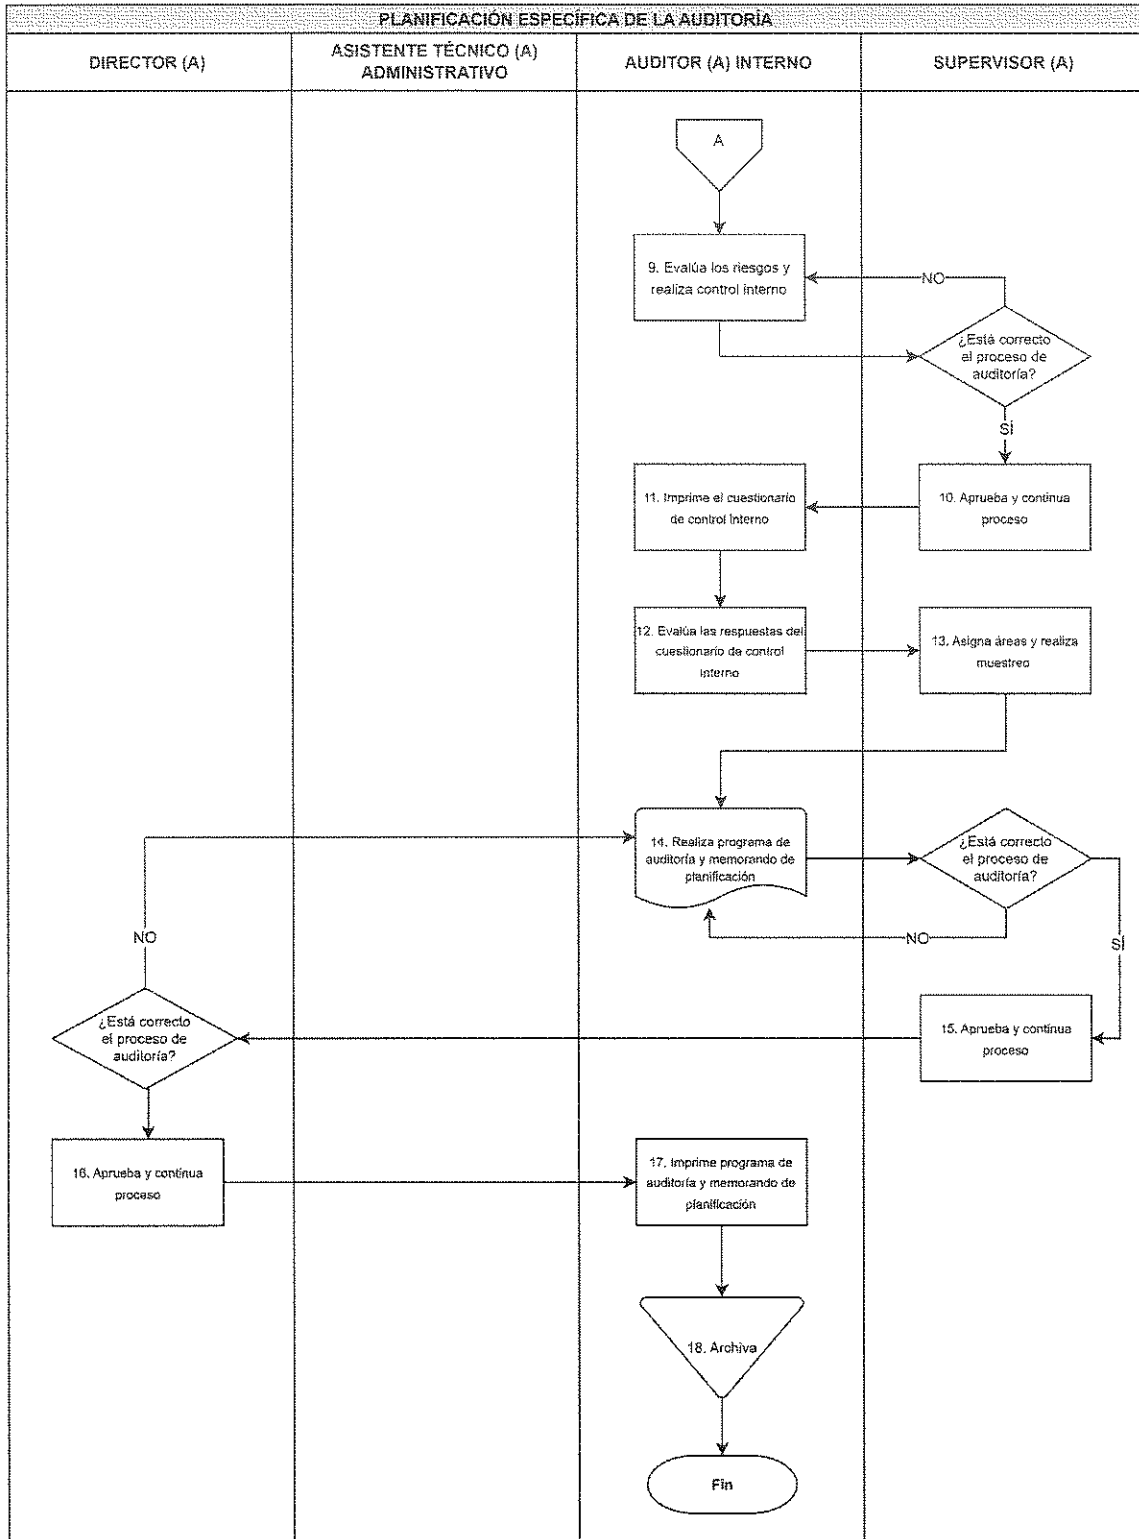 PLANIFICACIÓN ESPECÍFICA DE LA AUDITORÍA
DIRECTOR (A)
ASISTENTE TÉCNICO (A)
ADMINISTRATIVO
AUDITOR (A) INTERNO
SUPERVISOR (A)
A
9. Evalúa los riesgos y
realiza control interno
NO
¿Está correcto
el proceso de
auditoría?
SÍ
11. Imprime el cuestionario
de control Interno
10. Aprueba y continua
proceso
12. Evalúa las respuestas del
cuestionario de control
Interno
13. Asigna áreas y realiza
muestreo
14. Realiza programa de
auditoría y memorando de
planificación
¿Está correcto
el proceso de
auditoría?
NO
NO
SÍ
¿Está correcto
el proceso de
auditoría?
15. Aprueba y continua
proceso
16. Aprueba y continua
proceso
17. Imprime programa de
auditoría y memorando de
planificación
18. Archiva
Fin